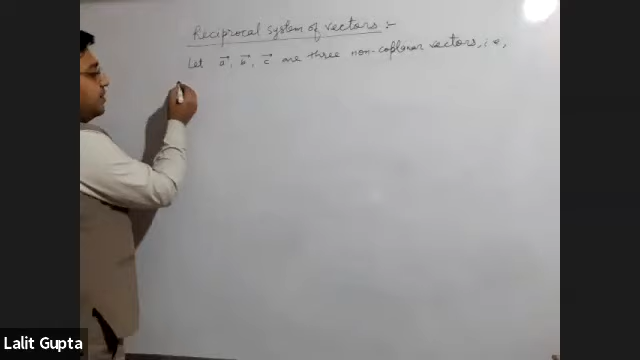 Reciprocal System of vectors :-
Let a⃗, b⃗, c⃗ are three non-coplanar vectors, i.e,
Lalit Gupta